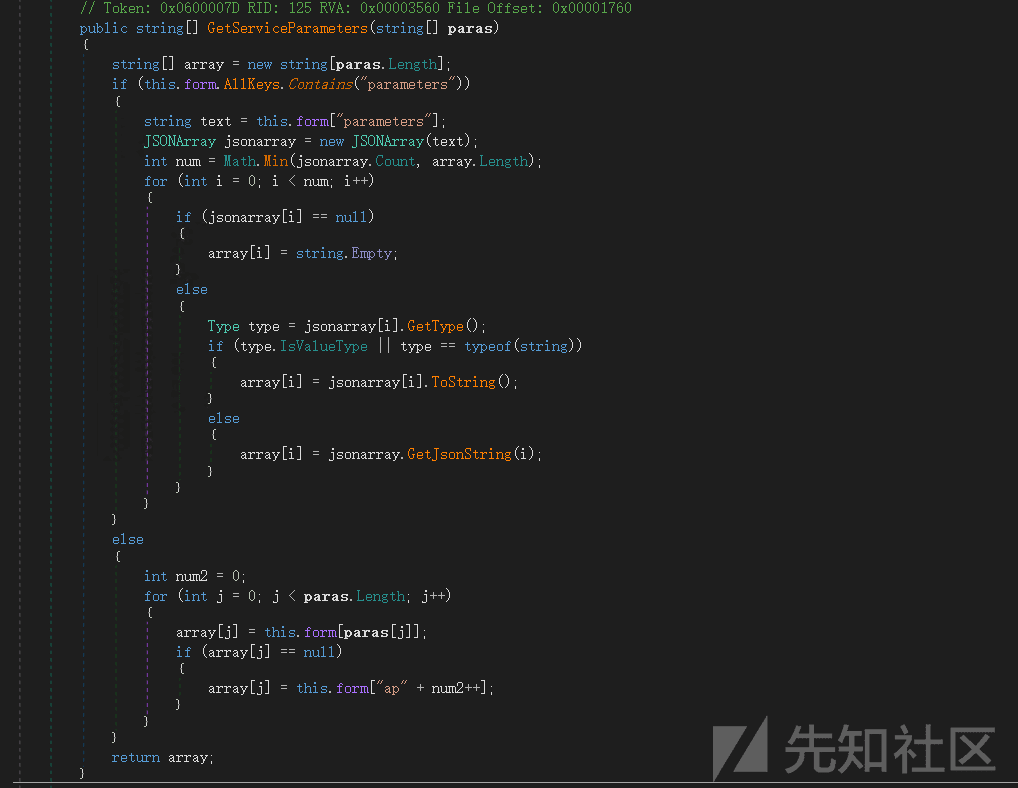 // Token: 0x0600007D RID: 125 RVA: 0x00003560 File Offset: 0x00001760
public string[] GetServiceParameters(string[] paras)
{
string[] array = new string[paras.Length];
if (this.form.AllKeys.Contains("parameters"))
{
string text = this.form["parameters"];
JSONArray jsonarray = new JSONArray(text);
int num = Math.Min(jsonarray.Count, array.Length);
for (int i = 0; i < num; i++)
{
if (jsonarray[i] == null)
{
array[i] = string.Empty;
}
else
{
Type type = jsonarray[i].GetType();
if (type.IsValueType || type == typeof(string))
{
array[i] = jsonarray[i].ToString();
}
else
{
array[i] = jsonarray.GetJsonString(i);
}
}
}
}
else
{
int num2 = 0;
for (int j = 0; j < paras.Length; j++)
{
array[j] = this.form[paras[j]];
if (array[j] == null)
{
array[j] = this.form["ap" + num2++];
}
}
}
return array;
}
先知社区